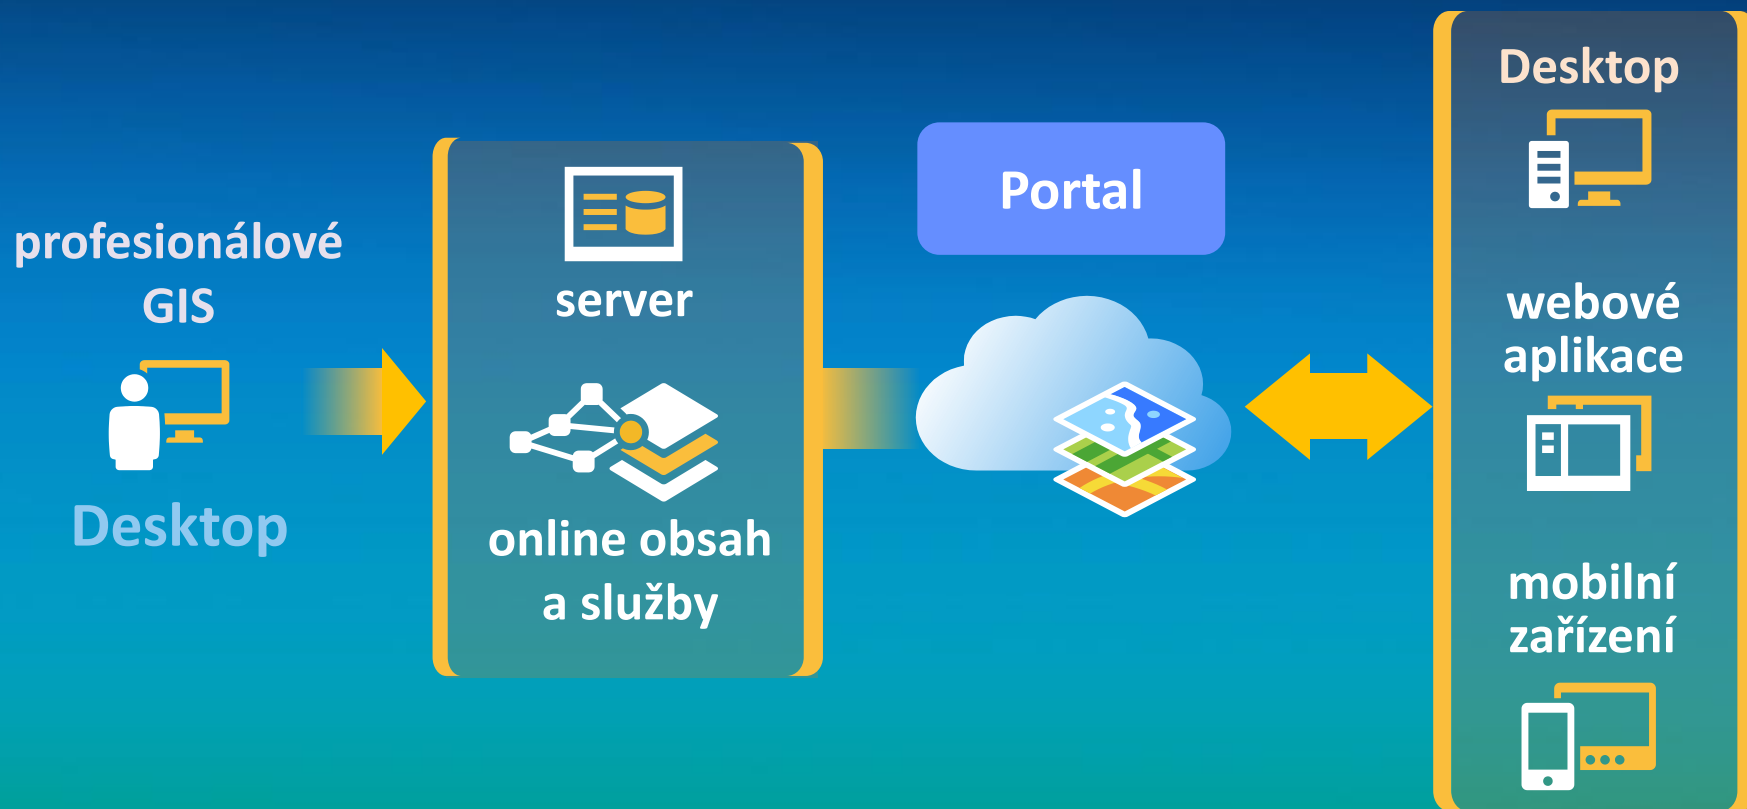 profesionálové
GIS
Desktop
server
online obsah
a služby
Portal
Desktop
webové
aplikace
mobilní
zařízení